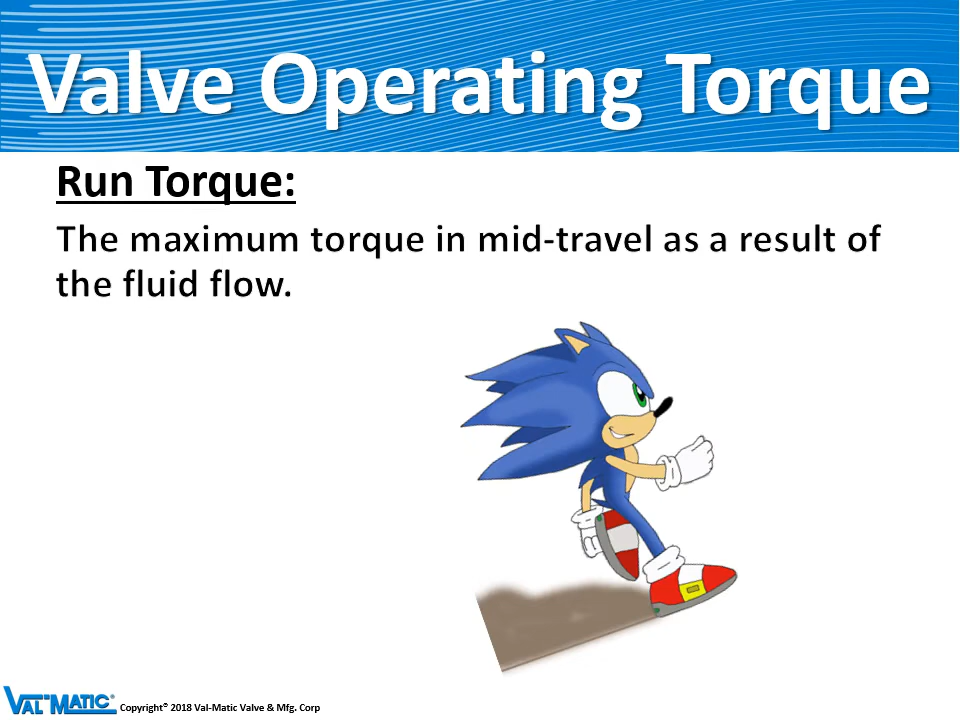 Valve Operating Torque
Run Torque:
The maximum torque in mid-travel as a result of
the fluid flow.
VAL-MATIC®
Copyright© 2018 Val-Matic Valve & Mfg. Corp